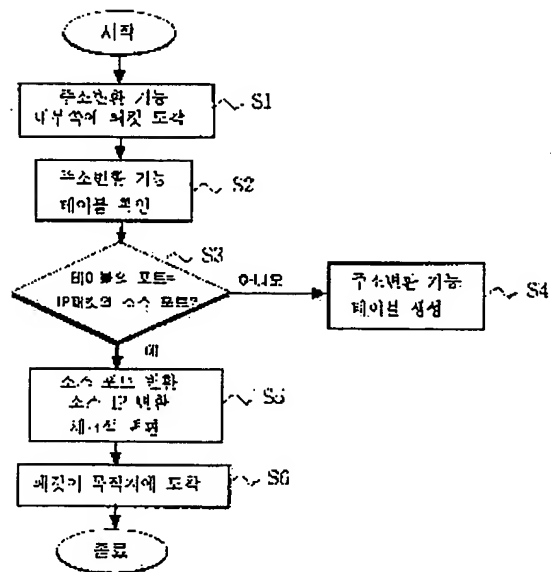 시작
주소변환 기능
내부쪽에 패킷 도착
S1
주소변환 기능
테이블 확인
S2
S3
테이블의 포트=
IP패킷의 소스 포트?
아니오
주소변환 기능
테이블 생성
S4
예
소스 포트 변환
소스 IP 변환
S5
패킷이 목적지에 도착
S6
종료